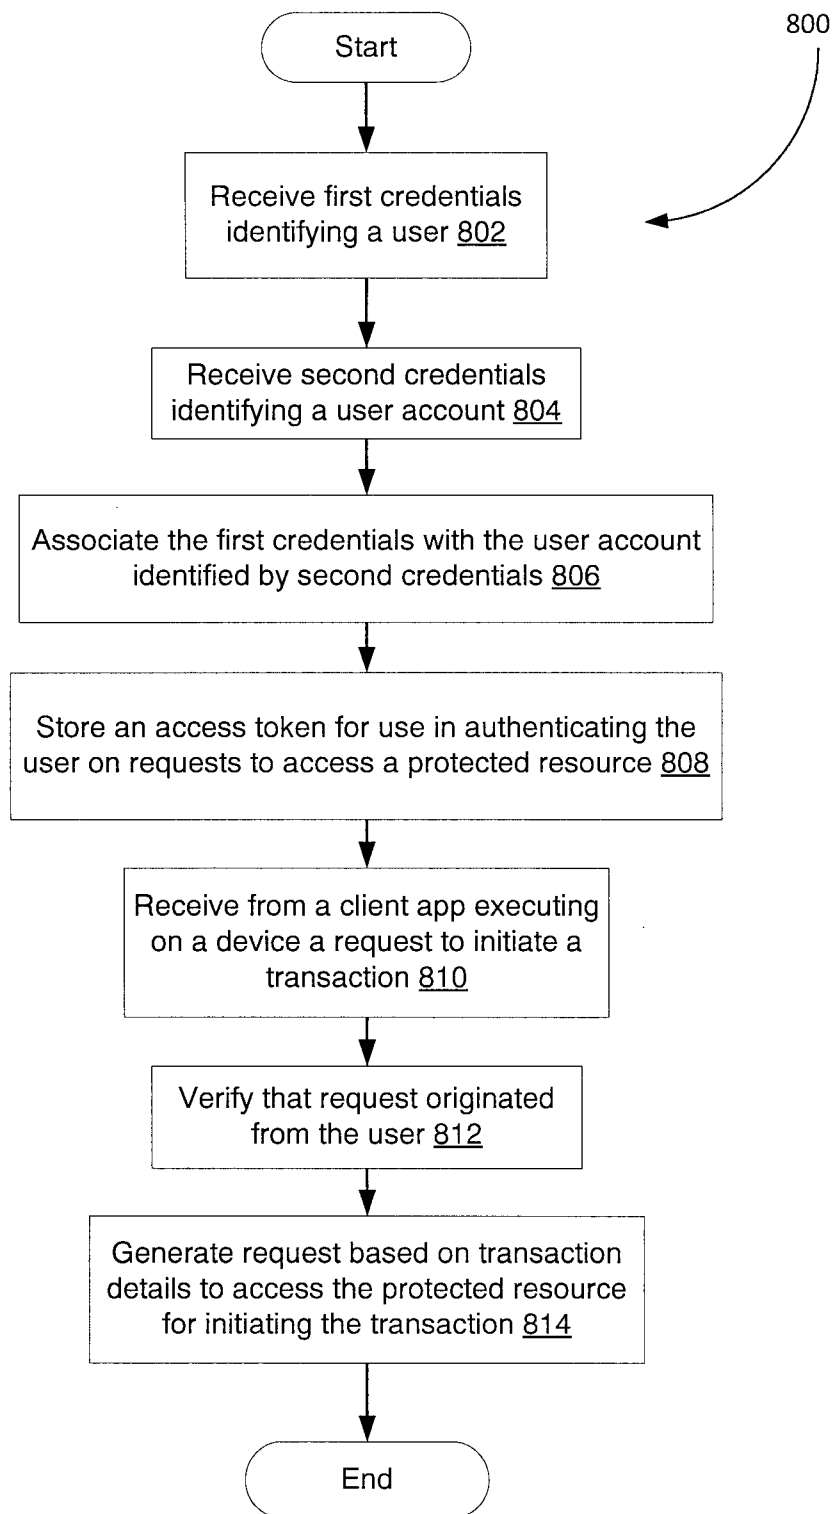 Start
800
Receive first credentials
identifying a user 802
Receive second credentials
identifying a user account 804
Associate the first credentials with the user account
identified by second credentials 806
Store an access token for use in authenticating the
user on requests to access a protected resource 808
Receive from a client app executing
on a device a request to initiate a
transaction 810
Verify that request originated
from the user 812
Generate request based on transaction
details to access the protected resource
for initiating the transaction 814
End